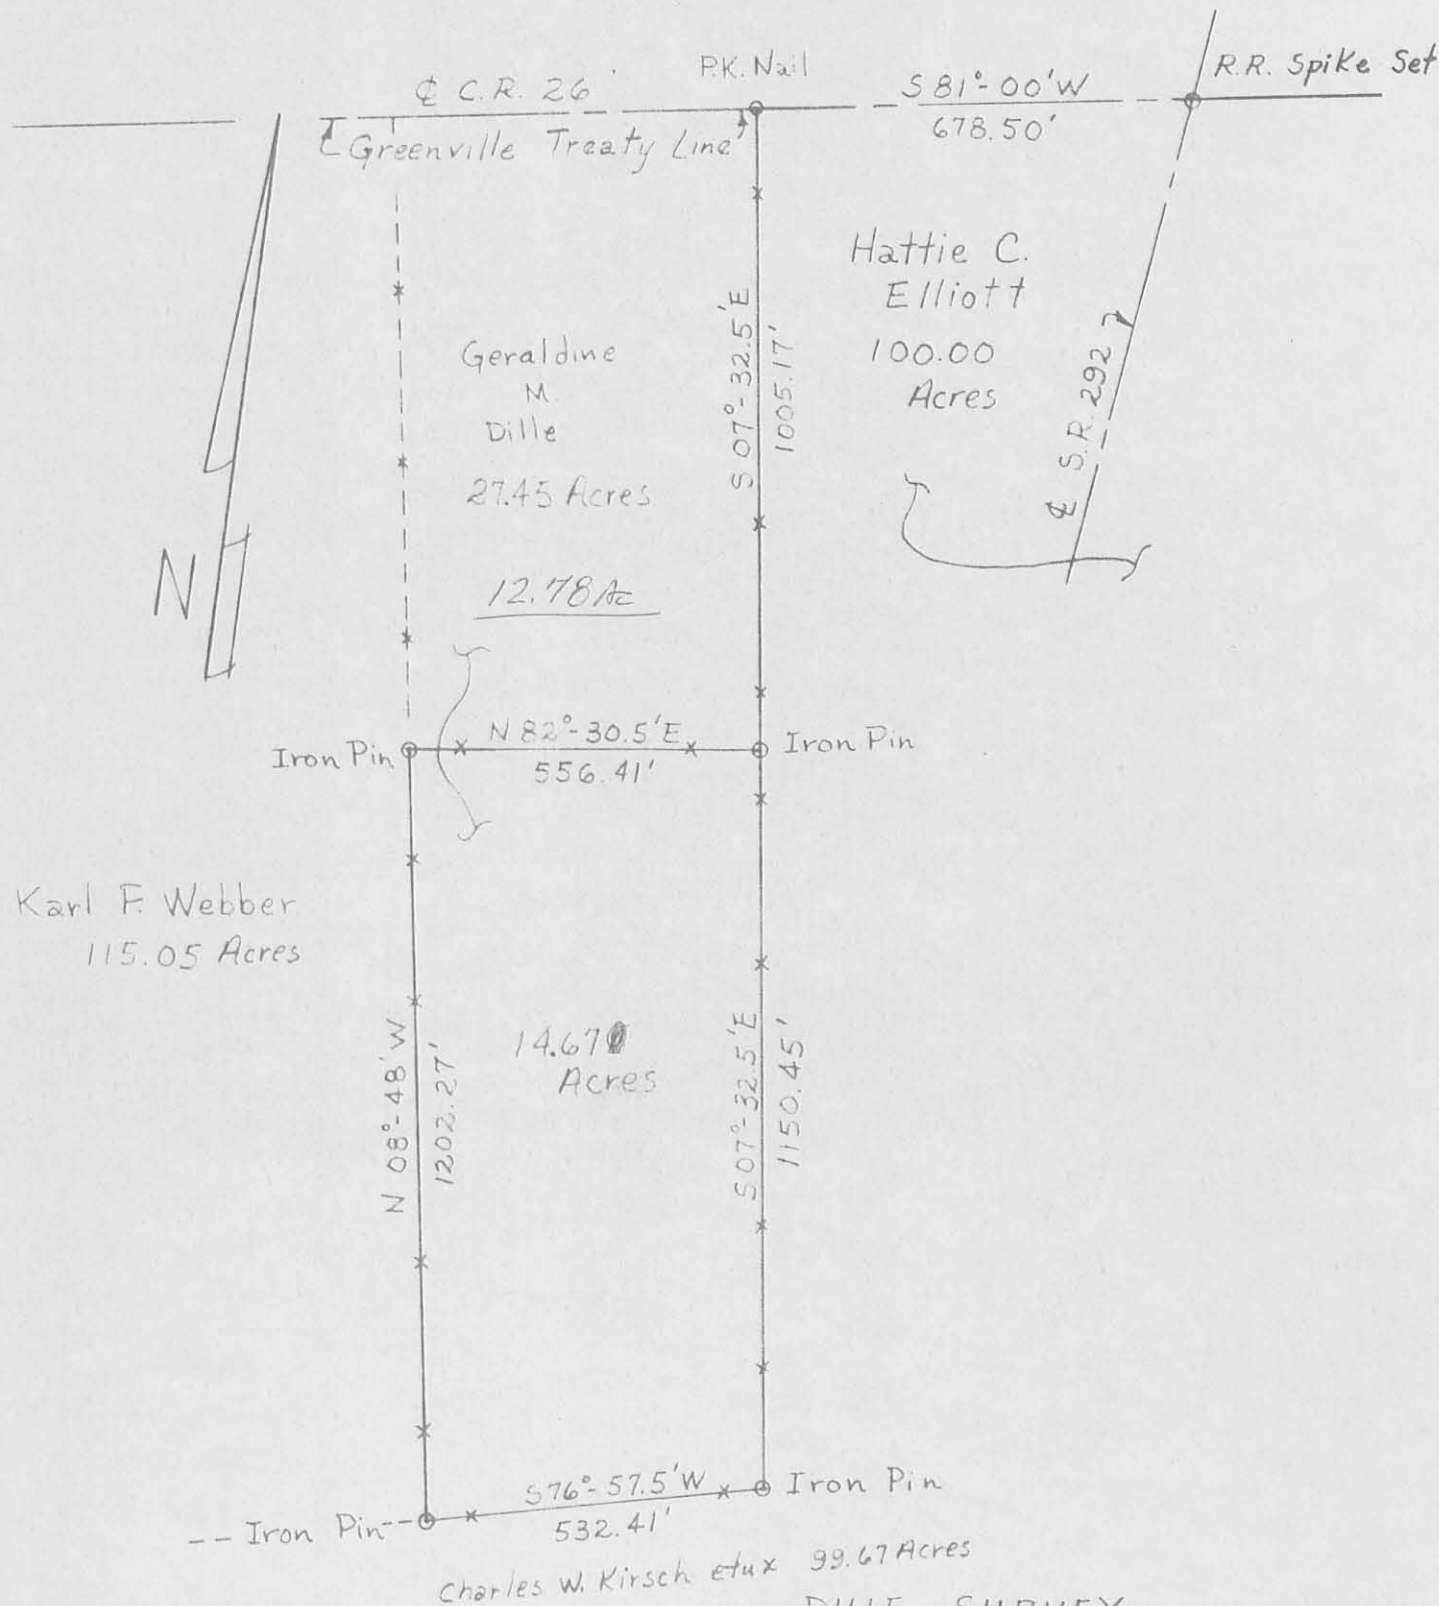 P.K. Nail
R.R. Spike Set
℄ C.R. 26
S 81°-00'W
678.50'
Greenville Treaty Line
Hattie C.
Elliott
100.00
Acres
S 07°-32.5'E
1005.17'
℄ S.R. 292
Geraldine
M.
Dille
27.45 Acres
12.78 Ac
N
N 82°-30.5'E
556.41'
Iron Pin
Iron Pin
Karl F. Webber
115.05 Acres
N 08°-48'W
1202.27'
14.67
Acres
S 07°-32.5'E
1150.45'
S 76°-57.5'W
532.41'
Iron Pin
-- Iron Pin --
Charles W. Kirsch etux 99.67 Acres
DILLE SURVEY